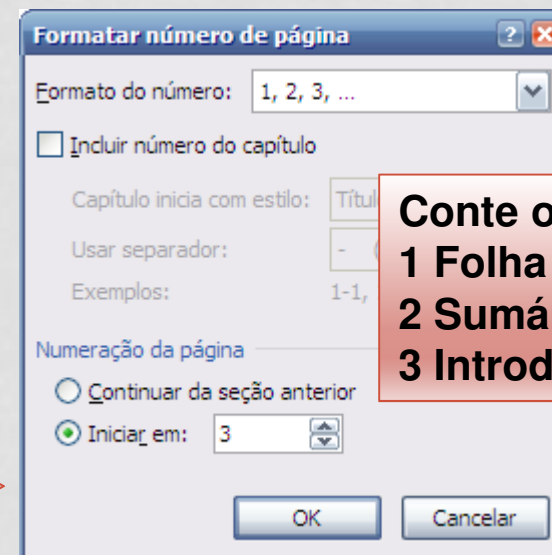 Formatar número de página
Formato do número: 1, 2, 3, ...
Incluir número do capítulo
Capítulo inicia com estilo:
Usar separador: -
Exemplos: 1-1,
Conte o
1 Folha
2 Sumá
3 Introd
Numeração da página
Continuar da seção anterior
Iniciar em: 3
OK Cancelar